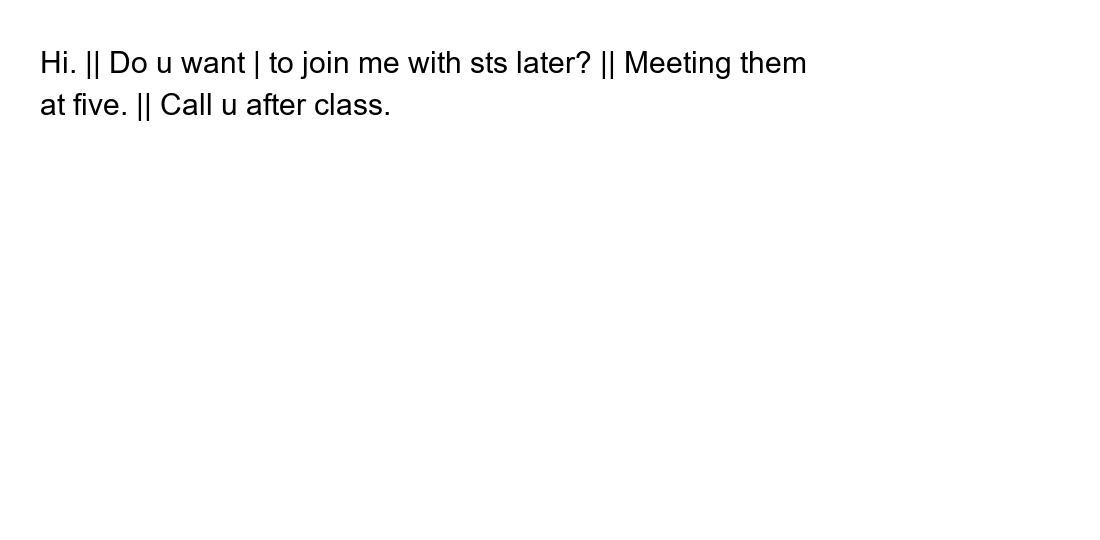 Hi. || Do u want | to join me with sts later? || Meeting them
at five. || Call u after class.